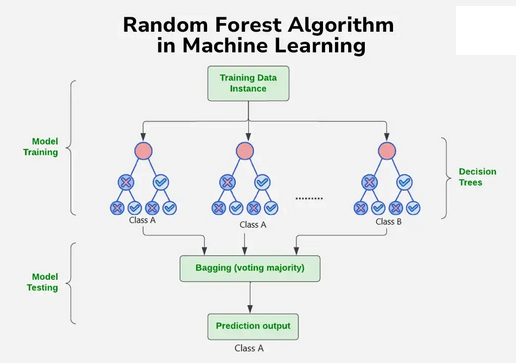 Random Forest Algorithm
in Machine Learning
Training Data
Instance
Model
Training
Decision
Trees
.........
Class A
Class A
Class B
Model
Testing
Bagging (voting majority)
Prediction output
Class A